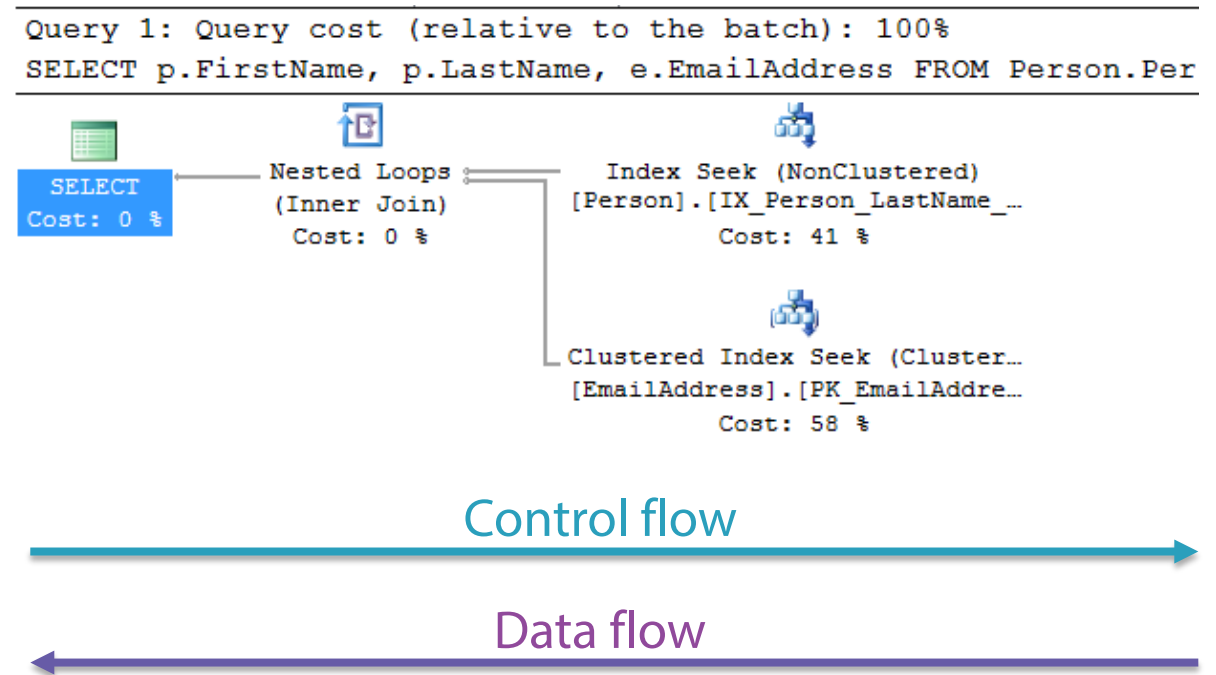 Query 1: Query cost (relative to the batch): 100%
SELECT p.FirstName, p.LastName, e.EmailAddress FROM Person.Per
SELECT
Cost: 0 %
Nested Loops
(Inner Join)
Cost: 0 %
Index Seek (NonClustered)
[Person].[IX_Person_LastName_…
Cost: 41 %
Clustered Index Seek (Cluster…
[EmailAddress].[PK_EmailAddre…
Cost: 58 %
Control flow
Data flow